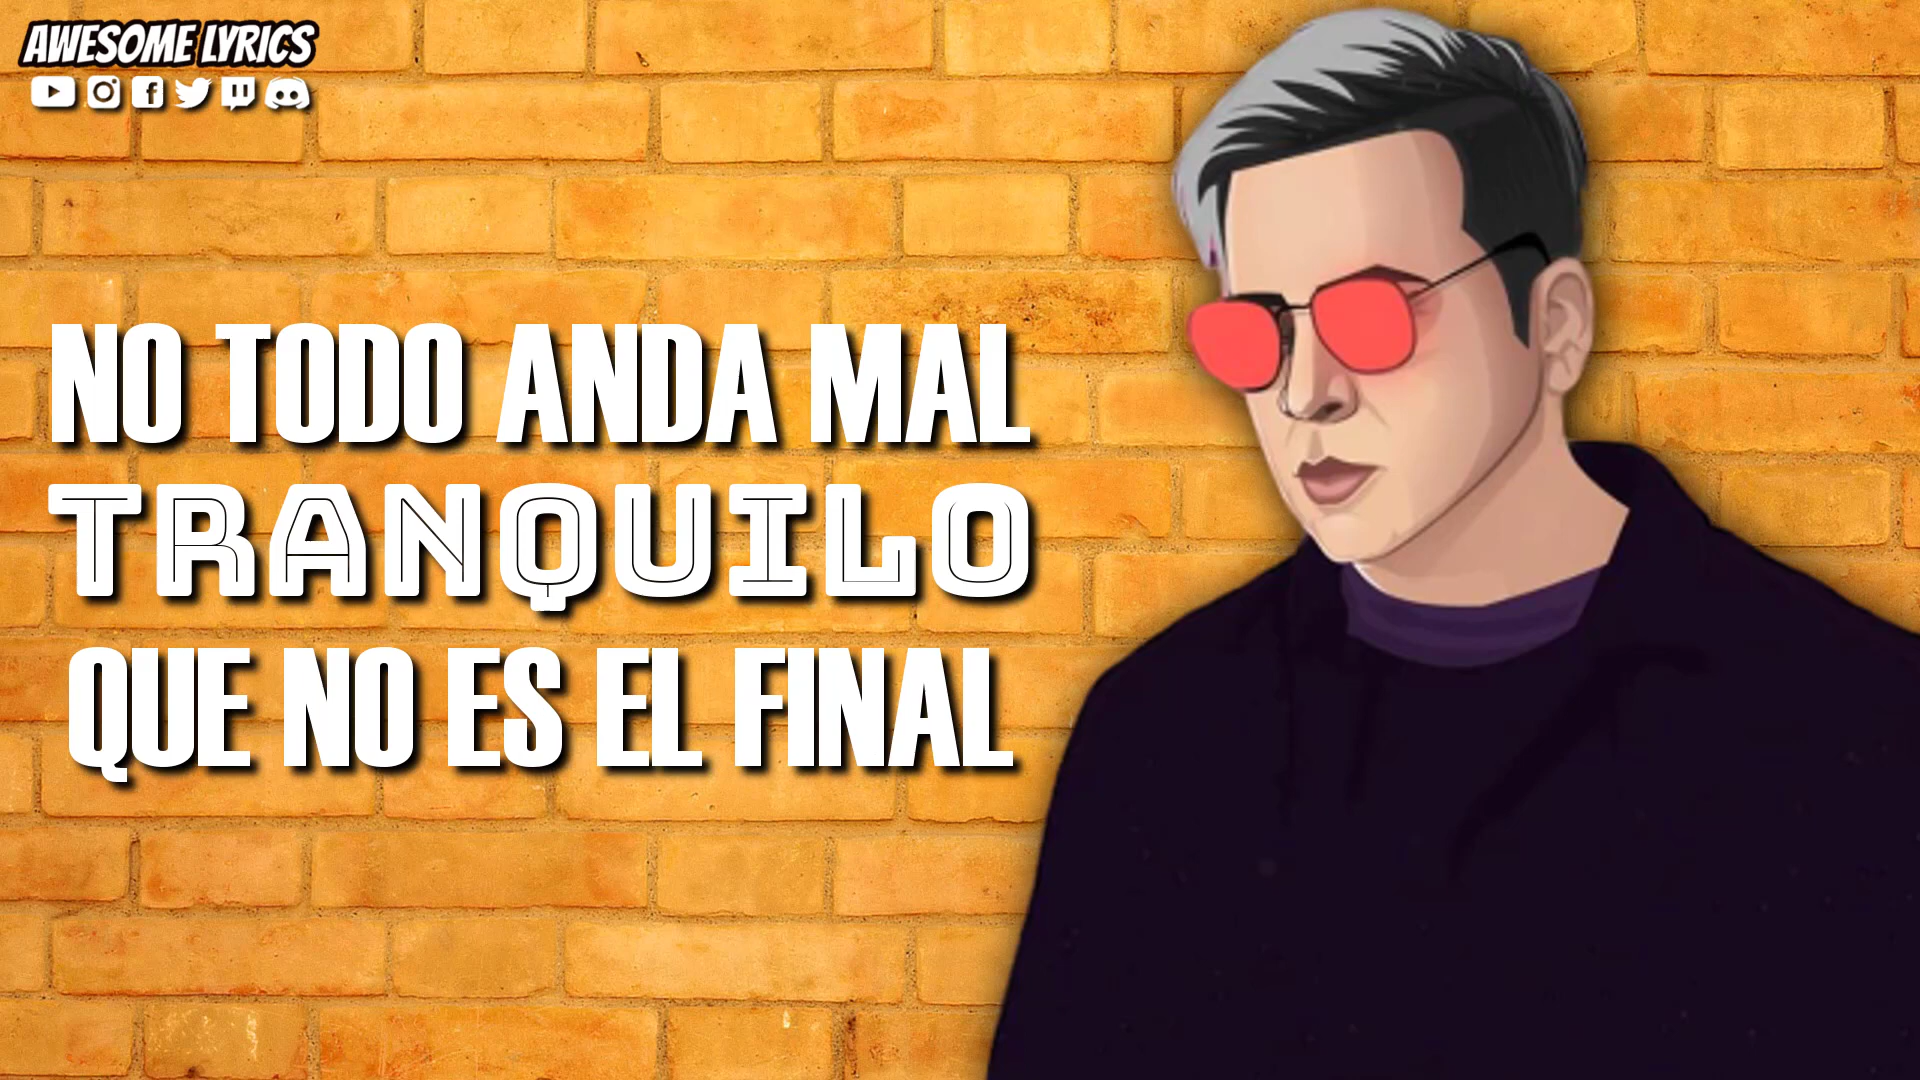 AWESOME LYRICS
NO TODO ANDA MAL
TRANQUILO
QUE NO ES EL FINAL